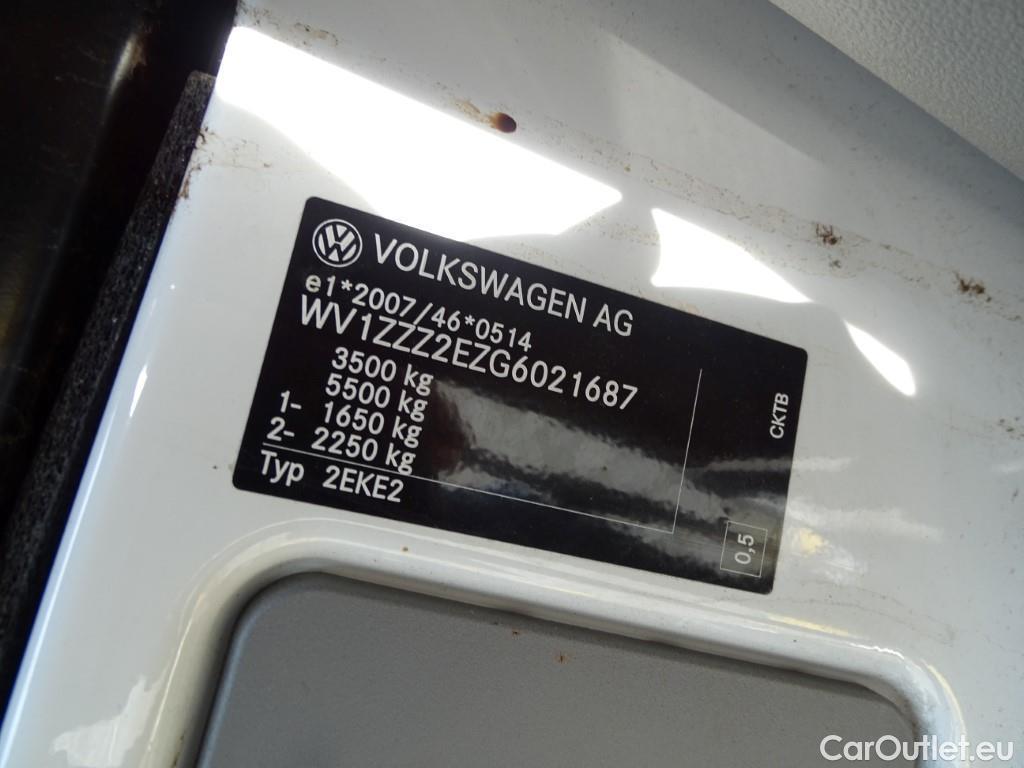 VOLKSWAGEN AG
e1*2007/46*0514
WV1ZZZ2EZG6021687
3500 kg
5500 kg
1- 1650 kg
2- 2250 kg
Typ 2EKE2
CKTB
0,5
CarOutlet.eu